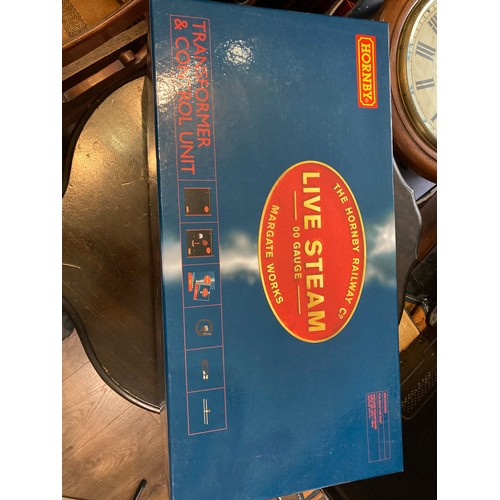 HORNBY
TRANSFORMER
& CONTROL UNIT
THE HORNBY RAILWAY Co
LIVE STEAM
00 GAUGE
MARGATE WORKS